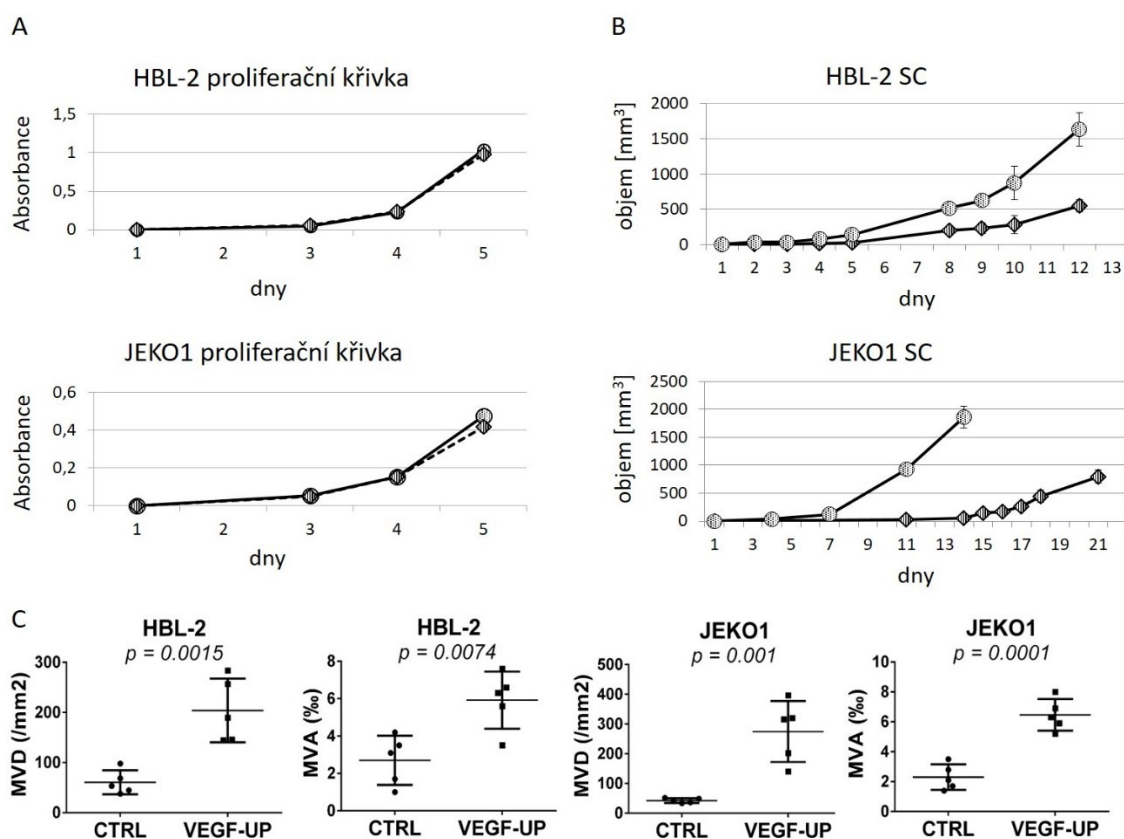 A
HBL-2 proliferační křivka
Absorbance
1,5
1
0,5
0
1 2 3 4 5
dny
JEKO1 proliferační křivka
Absorbance
0,6
0,4
0,2
0
1 2 3 4 5
dny
B
HBL-2 SC
objem [mm³]
2000
1500
1000
500
0
1 2 3 4 5 6 7 8 9 10 11 12 13
dny
JEKO1 SC
objem [mm³]
2500
2000
1500
1000
500
0
1 3 5 7 9 11 13 15 17 19 21
dny
C
HBL-2
p = 0.0015
MVD (/mm2)
300
200
100
0
CTRL VEGF-UP
HBL-2
p = 0.0074
MVA (‰)
8
6
4
2
0
CTRL VEGF-UP
JEKO1
p = 0.001
MVD (/mm2)
500
400
300
200
100
0
CTRL VEGF-UP
JEKO1
p = 0.0001
MVA (‰)
10
8
6
4
2
0
CTRL VEGF-UP